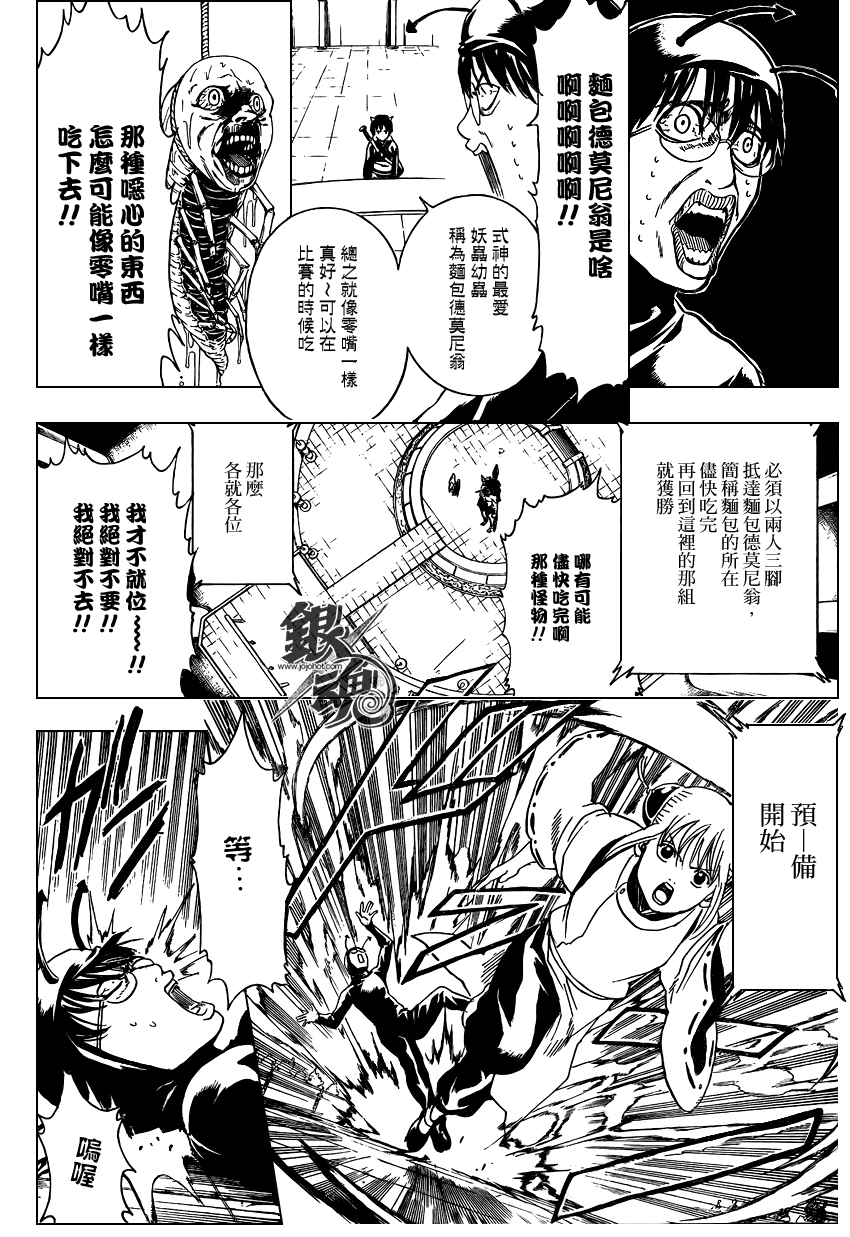 麵包德莫尼翁是啥
啊啊啊啊啊!!
式神的最愛
妖蟲幼蟲
稱為麵包德莫尼翁
總之就像零嘴一樣
真好～可以在
比賽的時候吃
那種噁心的東西
怎麼可能像零嘴一樣
吃下去!!
必須以兩人三腳
抵達麵包德莫尼翁，
簡稱麵包的所在
儘快吃完
再回到這裡的那組
就獲勝
哪有可能
儘快吃完啊
那種怪物!!
那麼
各就各位
我才不就位～～!!
我絕對不要!!
我絕對不去!!
銀魂
www.jojohot.com
預—備
開始
等…
嗚喔